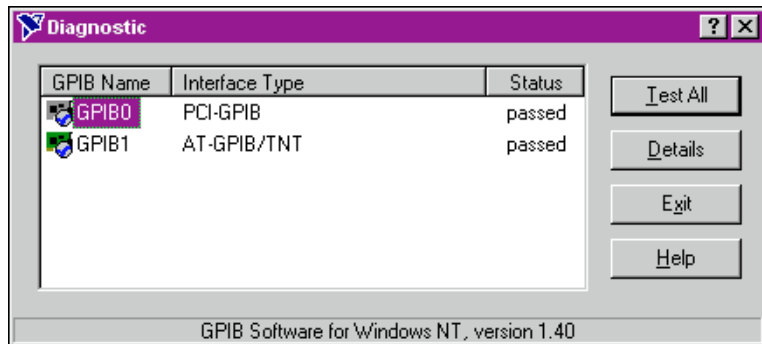 Diagnostic
GPIB Name Interface Type Status
GPIB0 PCI-GPIB passed
GPIB1 AT-GPIB/TNT passed
Test All
Details
Exit
Help
GPIB Software for Windows NT, version 1.40